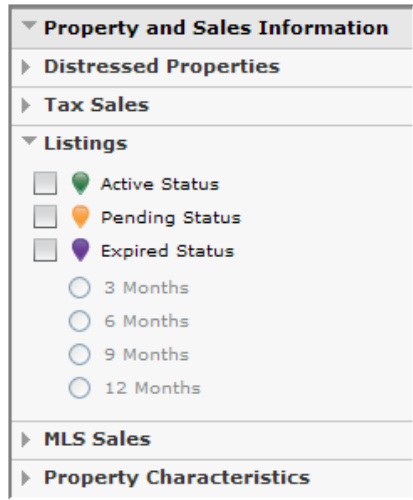 Property and Sales Information
Distressed Properties
Tax Sales
Listings
Active Status
Pending Status
Expired Status
3 Months
6 Months
9 Months
12 Months
MLS Sales
Property Characteristics